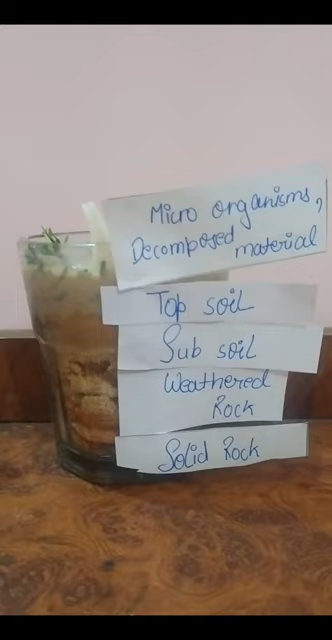 Micro organisms,
Decomposed material
Top soil
Sub soil
Weathered
Rock
Solid Rock